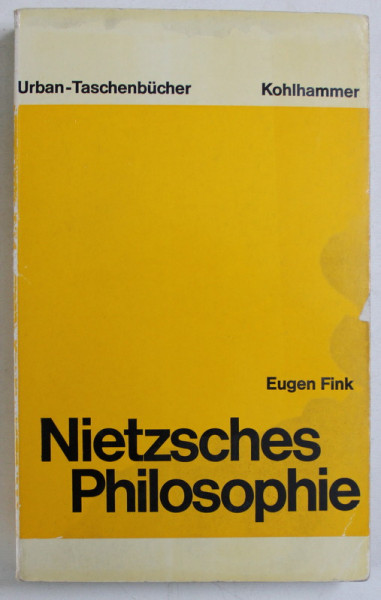 Urban-Taschenbücher Kohlhammer
Eugen Fink
Nietzsches
Philosophie